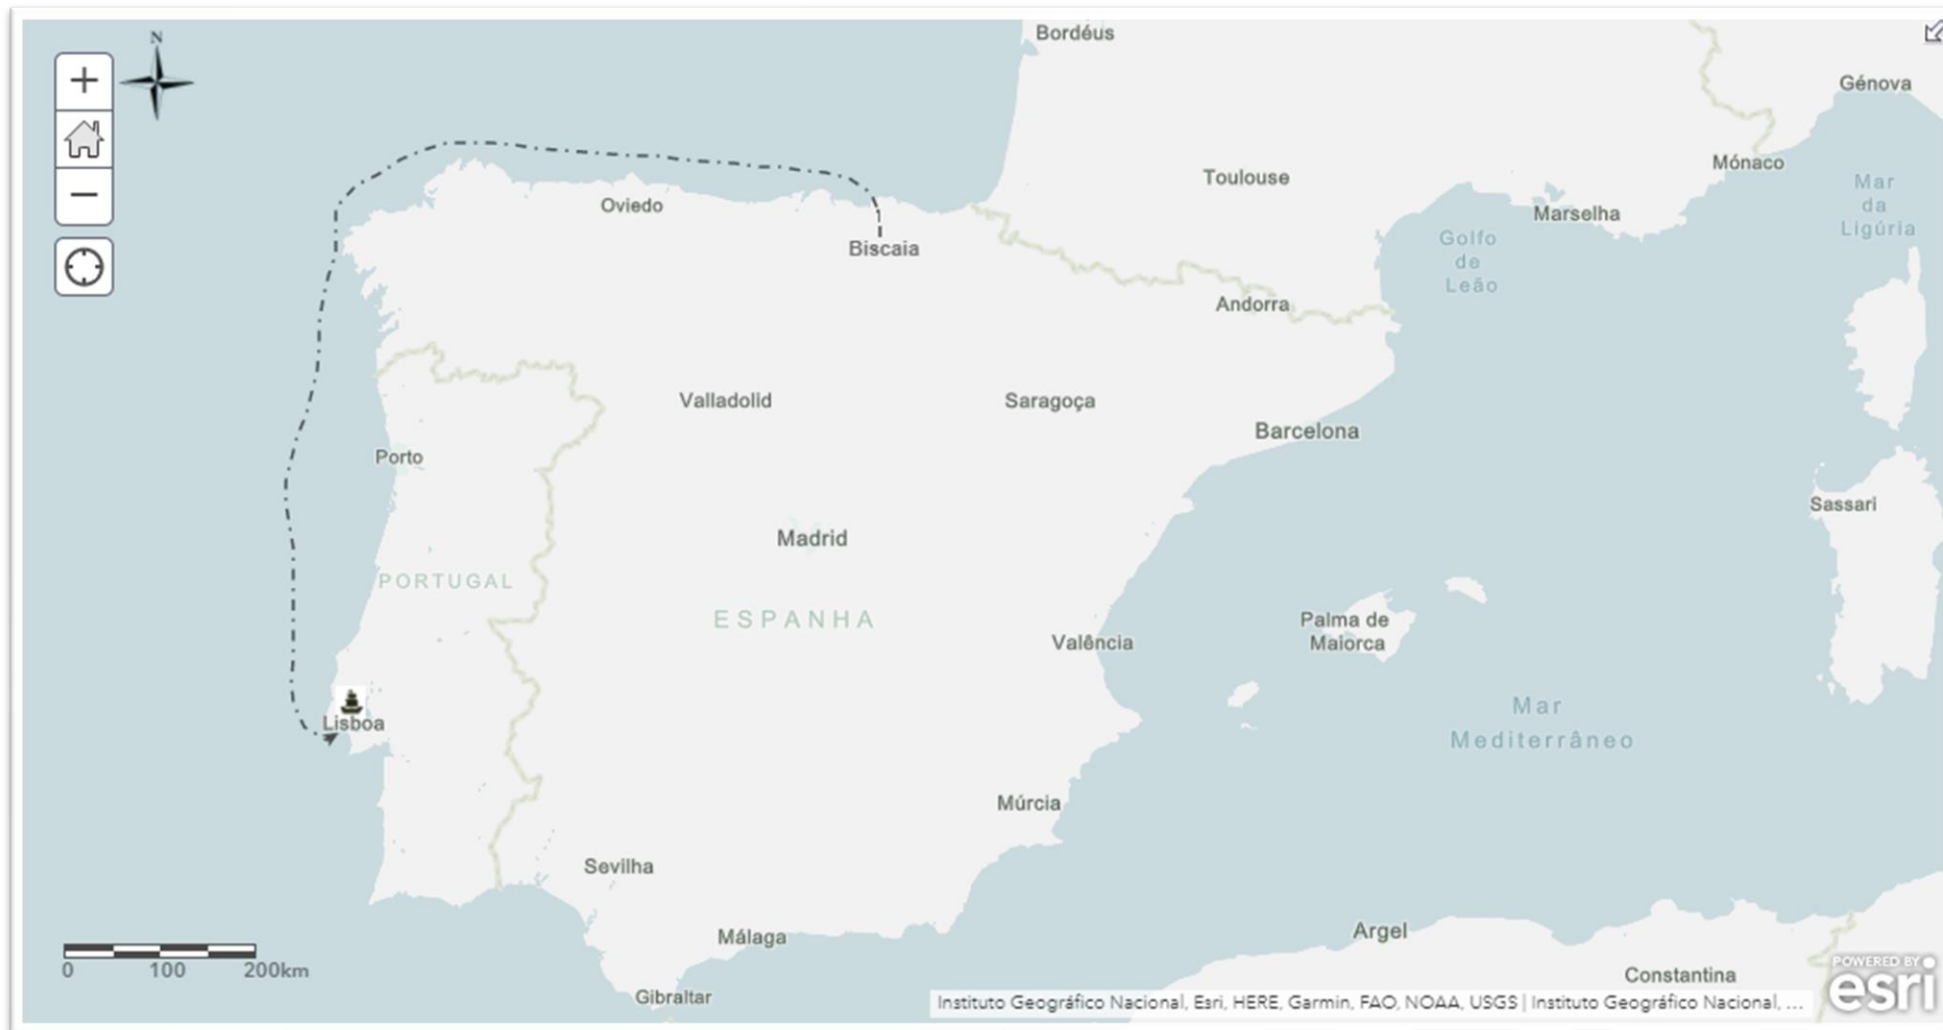 N
+
−
Bordéus
Génova
Mónaco
Toulouse
Mar
da
Ligúria
Oviedo
Marselha
Biscaia
Golfo
de
Leão
Andorra
Valladolid
Saragoça
Barcelona
Porto
Sassari
Madrid
PORTUGAL
ESPANHA
Palma de
Maiorca
Valência
Mar
Mediterrâneo
Lisboa
Múrcia
Sevilha
Málaga
Argel
0 100 200km
Constantina
Gibraltar
Instituto Geográfico Nacional, Esri, HERE, Garmin, FAO, NOAA, USGS | Instituto Geográfico Nacional, ...
POWERED BY
esri